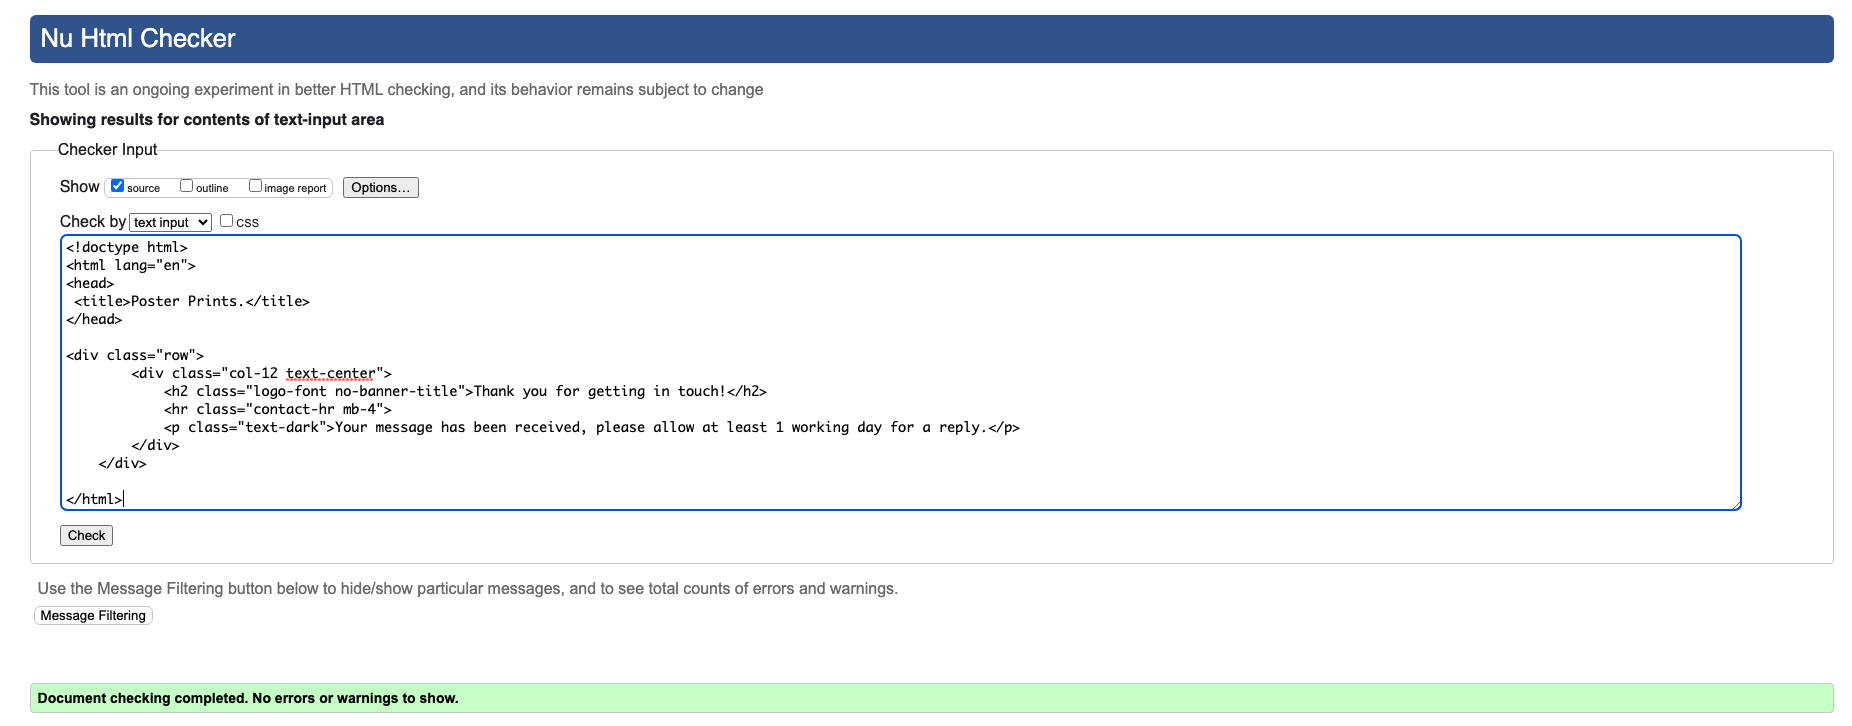 Nu Html Checker
This tool is an ongoing experiment in better HTML checking, and its behavior remains subject to change
Showing results for contents of text-input area
Checker Input
Show source outline image report Options...
Check by text input css
<!doctype html>
<html lang="en">
<head>
 <title>Poster Prints.</title>
</head>

<div class="row">
        <div class="col-12 text-center">
            <h2 class="logo-font no-banner-title">Thank you for getting in touch!</h2>
            <hr class="contact-hr mb-4">
            <p class="text-dark">Your message has been received, please allow at least 1 working day for a reply.</p>
        </div>
    </div>

</html>
Check
Use the Message Filtering button below to hide/show particular messages, and to see total counts of errors and warnings.
Message Filtering
Document checking completed. No errors or warnings to show.